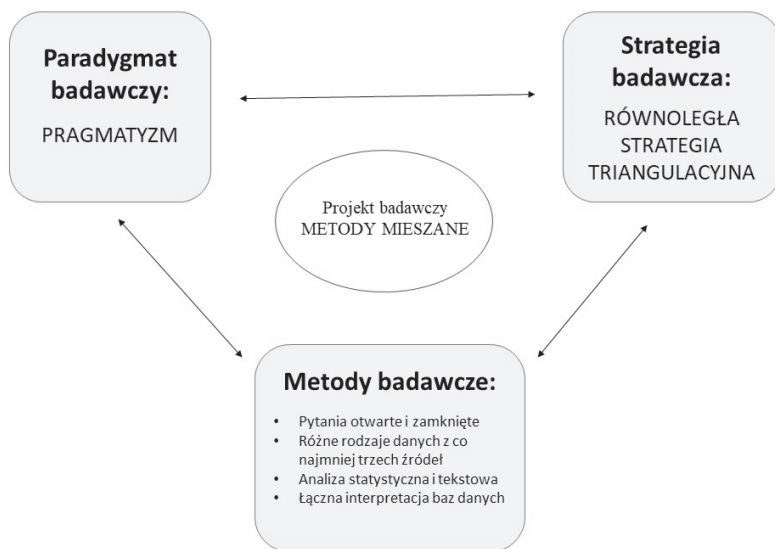 Paradygmat
badawczy:
PRAGMATYZM
Strategia
badawcza:
RÓWNOLEGŁA
STRATEGIA
TRIANGULACYJNA
Projekt badawczy
METODY MIESZANE
Metody badawcze:
• Pytania otwarte i zamknięte
• Różne rodzaje danych z co
najmniej trzech źródeł
• Analiza statystyczna i tekstowa
• Łączna interpretacja baz danych